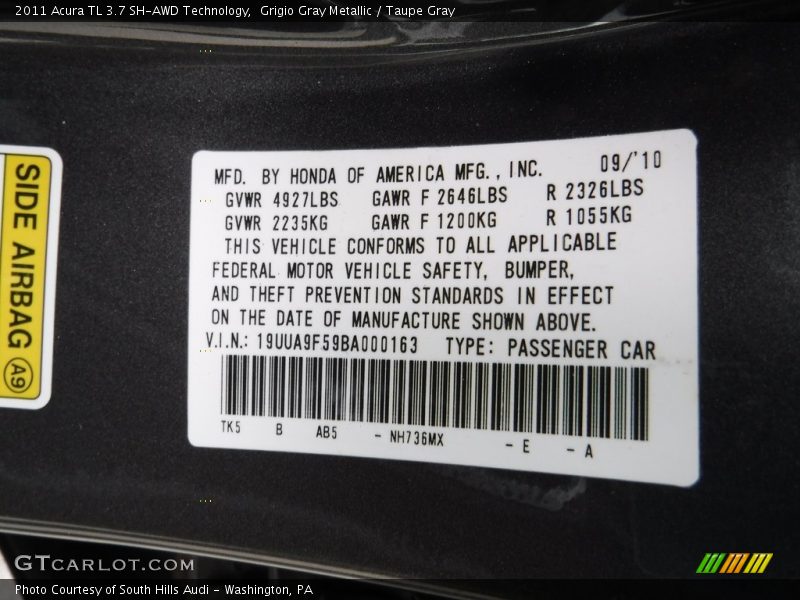 2011 Acura TL 3.7 SH-AWD Technology,  Grigio Gray Metallic / Taupe Gray
SIDE AIRBAG A9
MFD. BY HONDA OF AMERICA MFG., INC. 09/'10
GVWR 4927LBS GAWR F 2646LBS R 2326LBS
GVWR 2235KG GAWR F 1200KG R 1055KG
THIS VEHICLE CONFORMS TO ALL APPLICABLE
FEDERAL MOTOR VEHICLE SAFETY, BUMPER,
AND THEFT PREVENTION STANDARDS IN EFFECT
ON THE DATE OF MANUFACTURE SHOWN ABOVE.
V.I.N.: 19UUA9F59BA000163 TYPE: PASSENGER CAR
TK5 B AB5 - NH736MX - E - A
GTCARLOT.COM
Photo Courtesy of South Hills Audi - Washington, PA